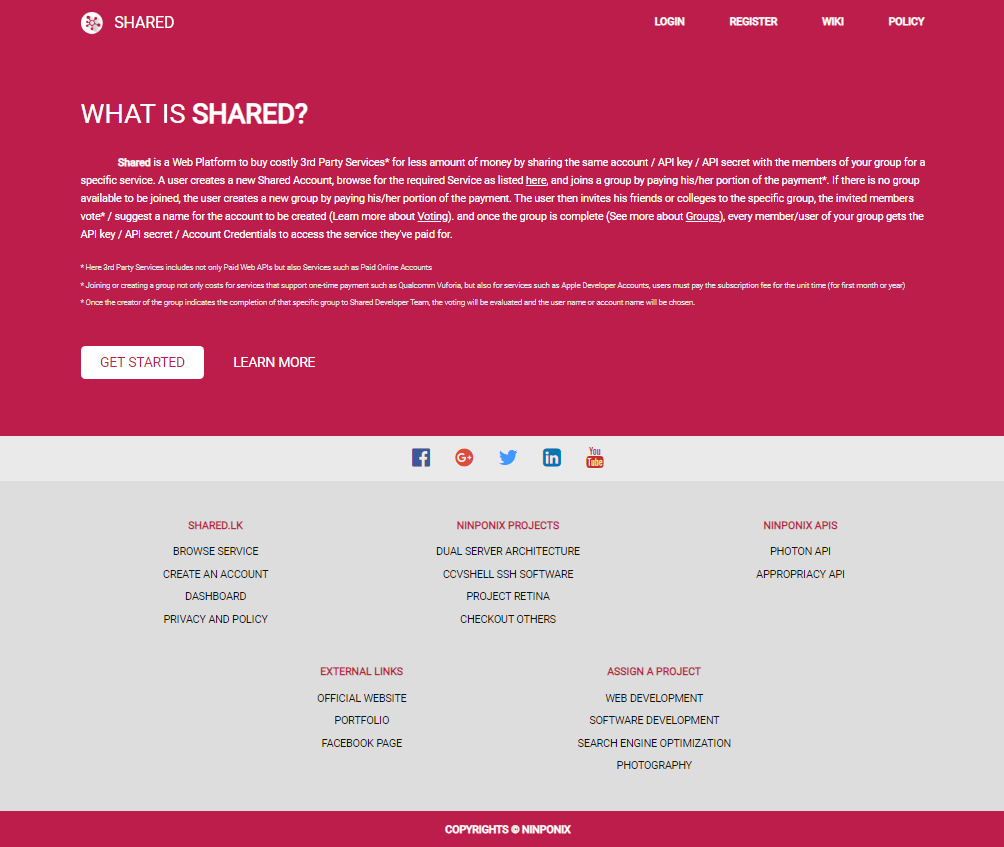 SHARED
LOGIN REGISTER WIKI POLICY
WHAT IS SHARED?
Shared is a Web Platform to buy costly 3rd Party Services* for less amount of money by sharing the same account / API key / API secret with the members of your group for a
specific service. A user creates a new Shared Account, browse for the required Service as listed here, and joins a group by paying his/her portion of the payment*. If there is no group
available to be joined, the user creates a new group by paying his/her portion of the payment. The user then invites his friends or colleges to the specific group, the invited members
vote* / suggest a name for the account to be created (Learn more about Voting). and once the group is complete (See more about Groups), every member/user of your group gets the
API key / API secret / Account Credentials to access the service they've paid for.
* Here 3rd Party Services includes not only Paid Web APIs but also Services such as Paid Online Accounts
* Joining or creating a group not only costs for services that support one-time payment such as Qualcomm Vuforia, but also for services such as Apple Developer Accounts, users must pay the subscription fee for the unit time (for first month or year)
* Once the creator of the group indicates the completion of that specific group to Shared Developer Team, the voting will be evaluated and the user name or account name will be chosen.
GET STARTED LEARN MORE
You
Tube
SHARED.LK
BROWSE SERVICE
CREATE AN ACCOUNT
DASHBOARD
PRIVACY AND POLICY
NINPONIX PROJECTS
DUAL SERVER ARCHITECTURE
CCVSHELL SSH SOFTWARE
PROJECT RETINA
CHECKOUT OTHERS
NINPONIX APIS
PHOTON API
APPROPRIACY API
EXTERNAL LINKS
OFFICIAL WEBSITE
PORTFOLIO
FACEBOOK PAGE
ASSIGN A PROJECT
WEB DEVELOPMENT
SOFTWARE DEVELOPMENT
SEARCH ENGINE OPTIMIZATION
PHOTOGRAPHY
COPYRIGHTS © NINPONIX